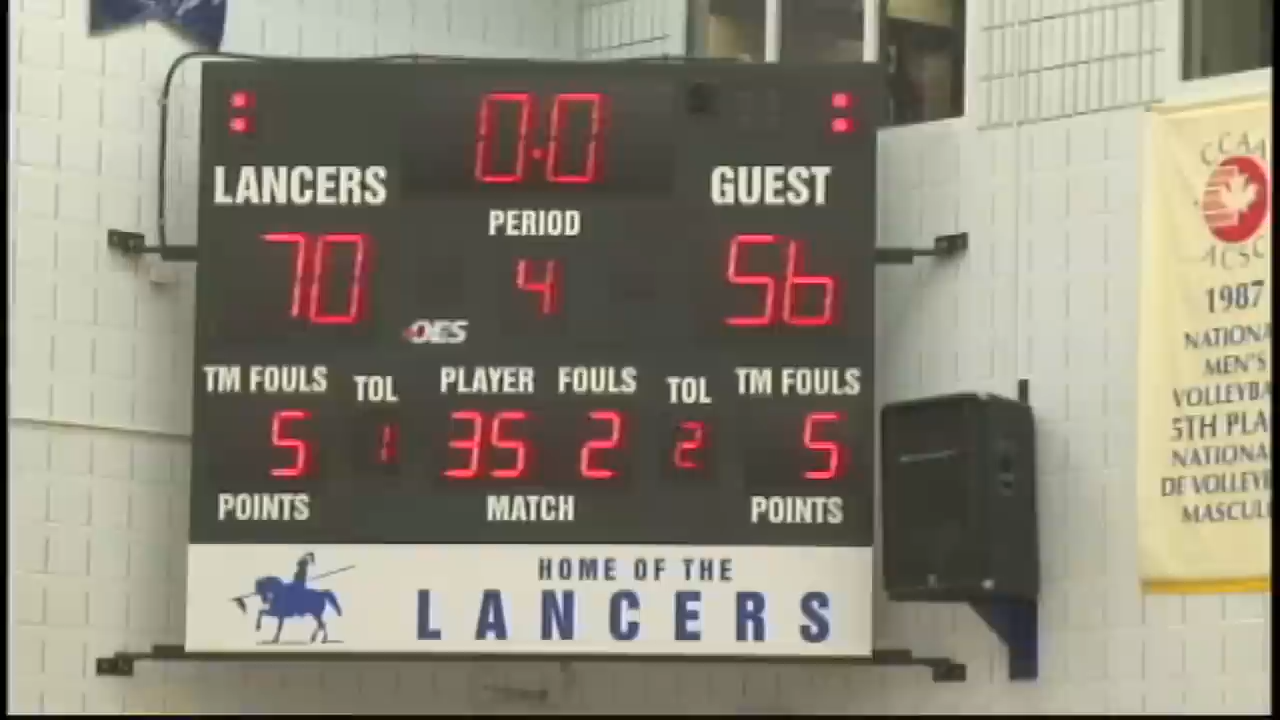 0.0
LANCERS
GUEST
PERIOD
70
4
56
OES
TM FOULS
TOL
PLAYER
FOULS
TOL
TM FOULS
5
1
35
2
2
5
POINTS
MATCH
POINTS
HOME OF THE
LANCERS
CCAA
ACSC
1987
NATIONA
MEN'S
VOLLEYBA
5TH PLA
NATIONA
DE VOLLEY
MASCUL